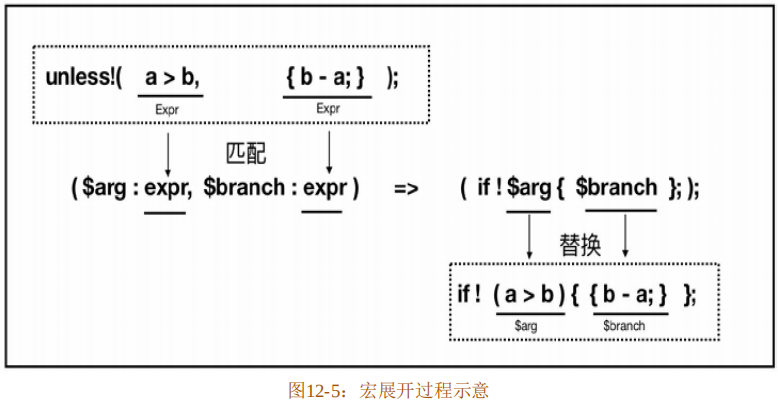 unless!( a > b, { b - a; } );
Expr Expr
匹配
( $arg : expr, $branch : expr ) => ( if ! $arg { $branch }; );
替换
if ! ( a > b ) { { b - a; } };
$arg $branch
图12-5：宏展开过程示意